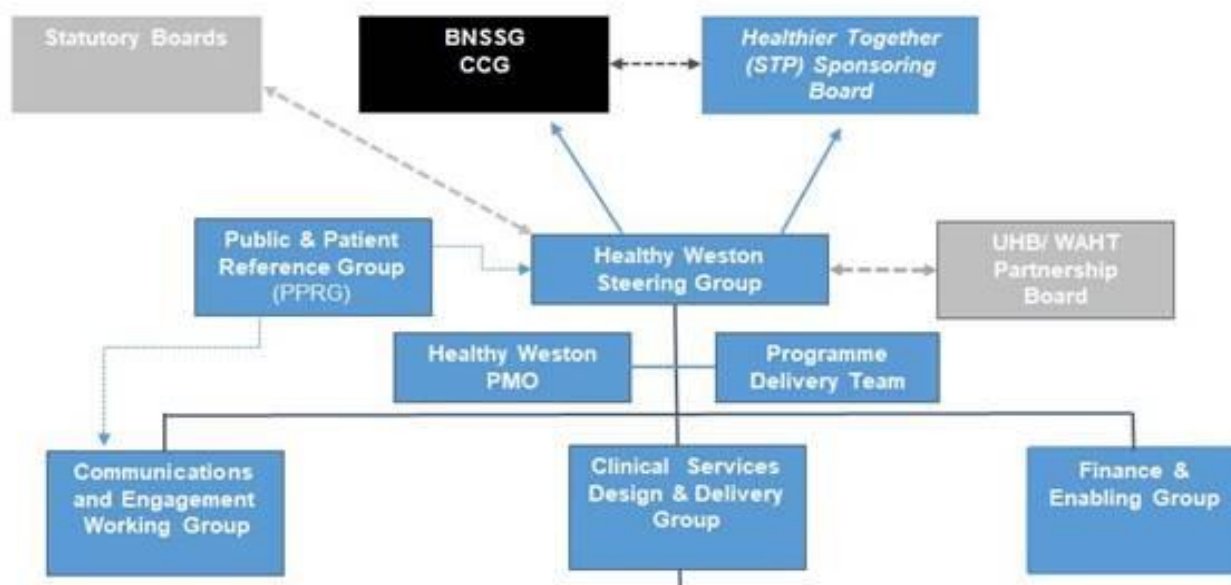 Statutory Boards
BNSSG
CCG
Healthier Together
(STP) Sponsoring
Board
Public & Patient
Reference Group
(PPRG)
Healthy Weston
Steering Group
UHB/ WAHT
Partnership
Board
Healthy Weston
PMO
Programme
Delivery Team
Communications
and Engagement
Working Group
Clinical Services
Design & Delivery
Group
Finance &
Enabling Group